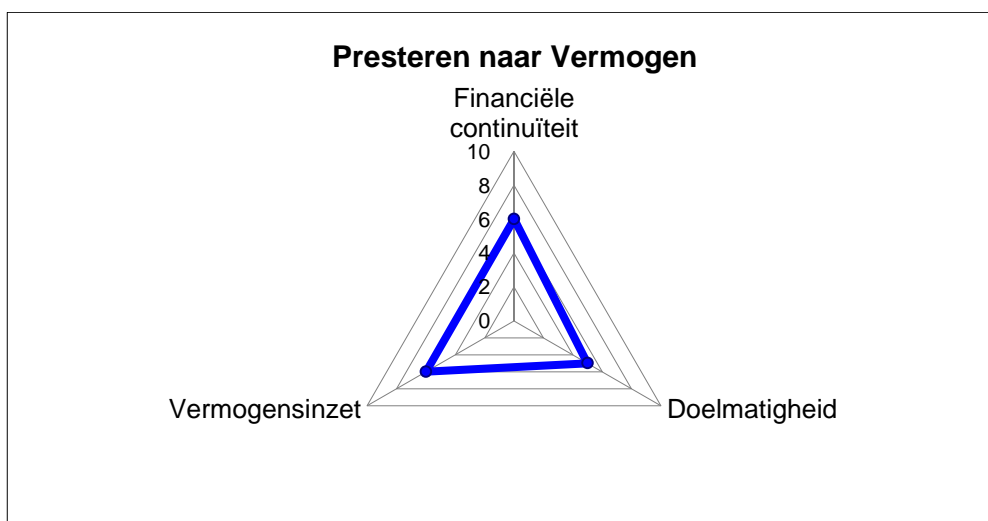 Presteren naar Vermogen
Financiële
continuïteit
10
8
6
4
2
0
Vermogensinzet
Doelmatigheid